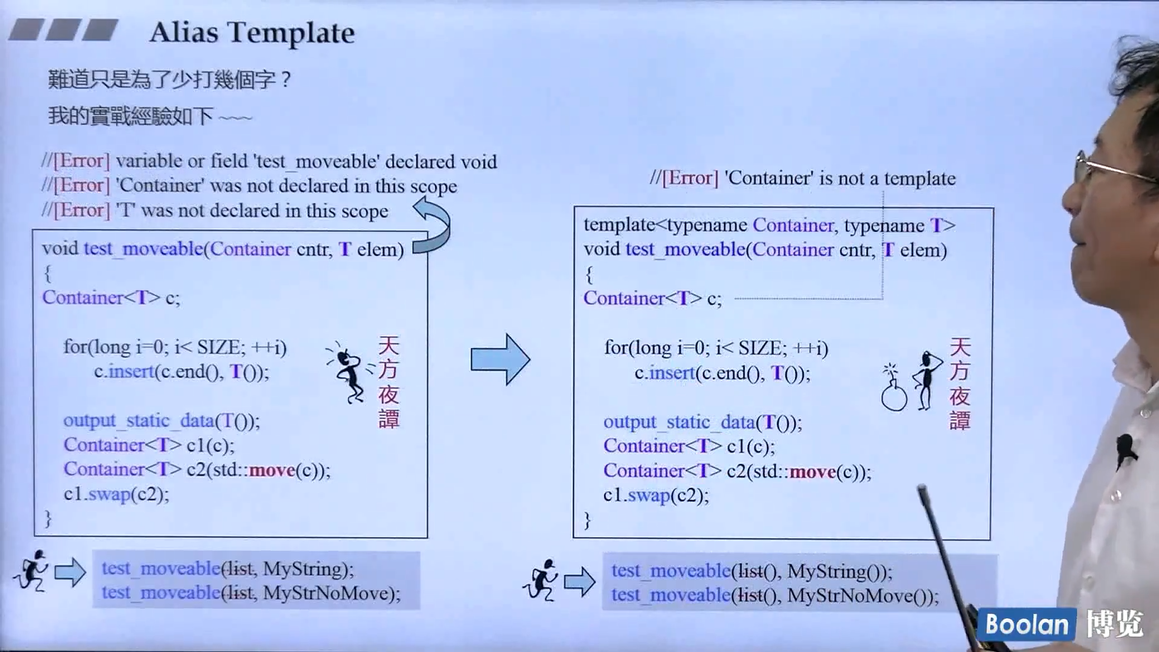 Alias Template
難道只是為了少打幾個字？
我的實戰經驗如下 ~~~
//[Error] variable or field 'test_moveable' declared void
//[Error] 'Container' was not declared in this scope
//[Error] 'T' was not declared in this scope
void test_moveable(Container cntr, T elem)
{
Container<T> c;
for(long i=0; i< SIZE; ++i)
c.insert(c.end(), T());
output_static_data(T());
Container<T> c1(c);
Container<T> c2(std::move(c));
c1.swap(c2);
}
天方夜譚
test_moveable(list, MyString);
test_moveable(list, MyStrNoMove);
//[Error] 'Container' is not a template
template<typename Container, typename T>
void test_moveable(Container cntr, T elem)
{
Container<T> c;
for(long i=0; i< SIZE; ++i)
c.insert(c.end(), T());
output_static_data(T());
Container<T> c1(c);
Container<T> c2(std::move(c));
c1.swap(c2);
}
天方夜譚
test_moveable(list(), MyString());
test_moveable(list(), MyStrNoMove());
Boolan 博览